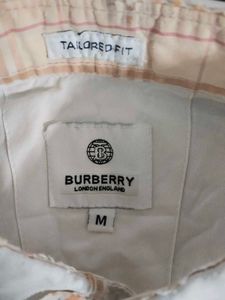 TAILORED FIT
B
BURBERRY
LONDON ENGLAND
M